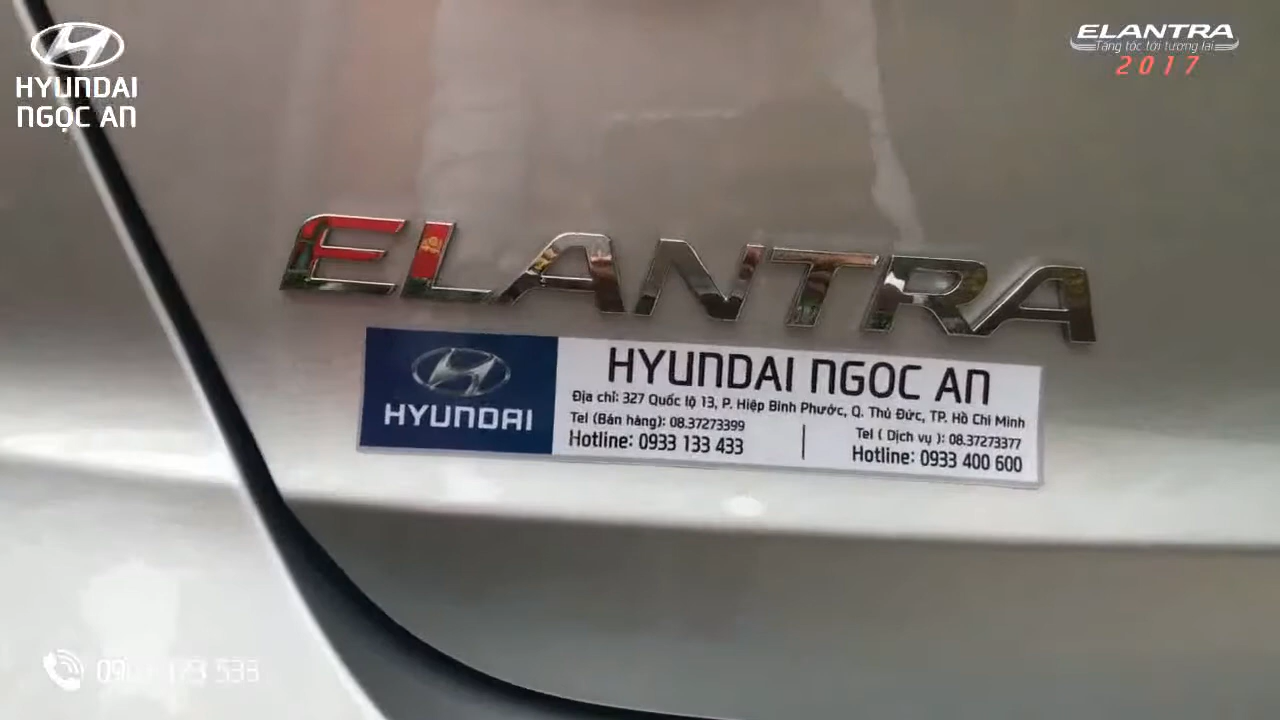 HYUNDAI
NGỌC AN
ELANTRA
Tăng tốc tới tương lai
2017
ELANTRA
HYUNDAI
HYUNDAI NGOC AN
Địa chỉ: 327 Quốc lộ 13, P. Hiệp Bình Phước, Q. Thủ Đức, TP. Hồ Chí Minh
Tel (Bán hàng): 08.37273399
Hotline: 0933 133 433
Tel ( Dịch vụ ): 08.37273377
Hotline: 0933 400 600
533